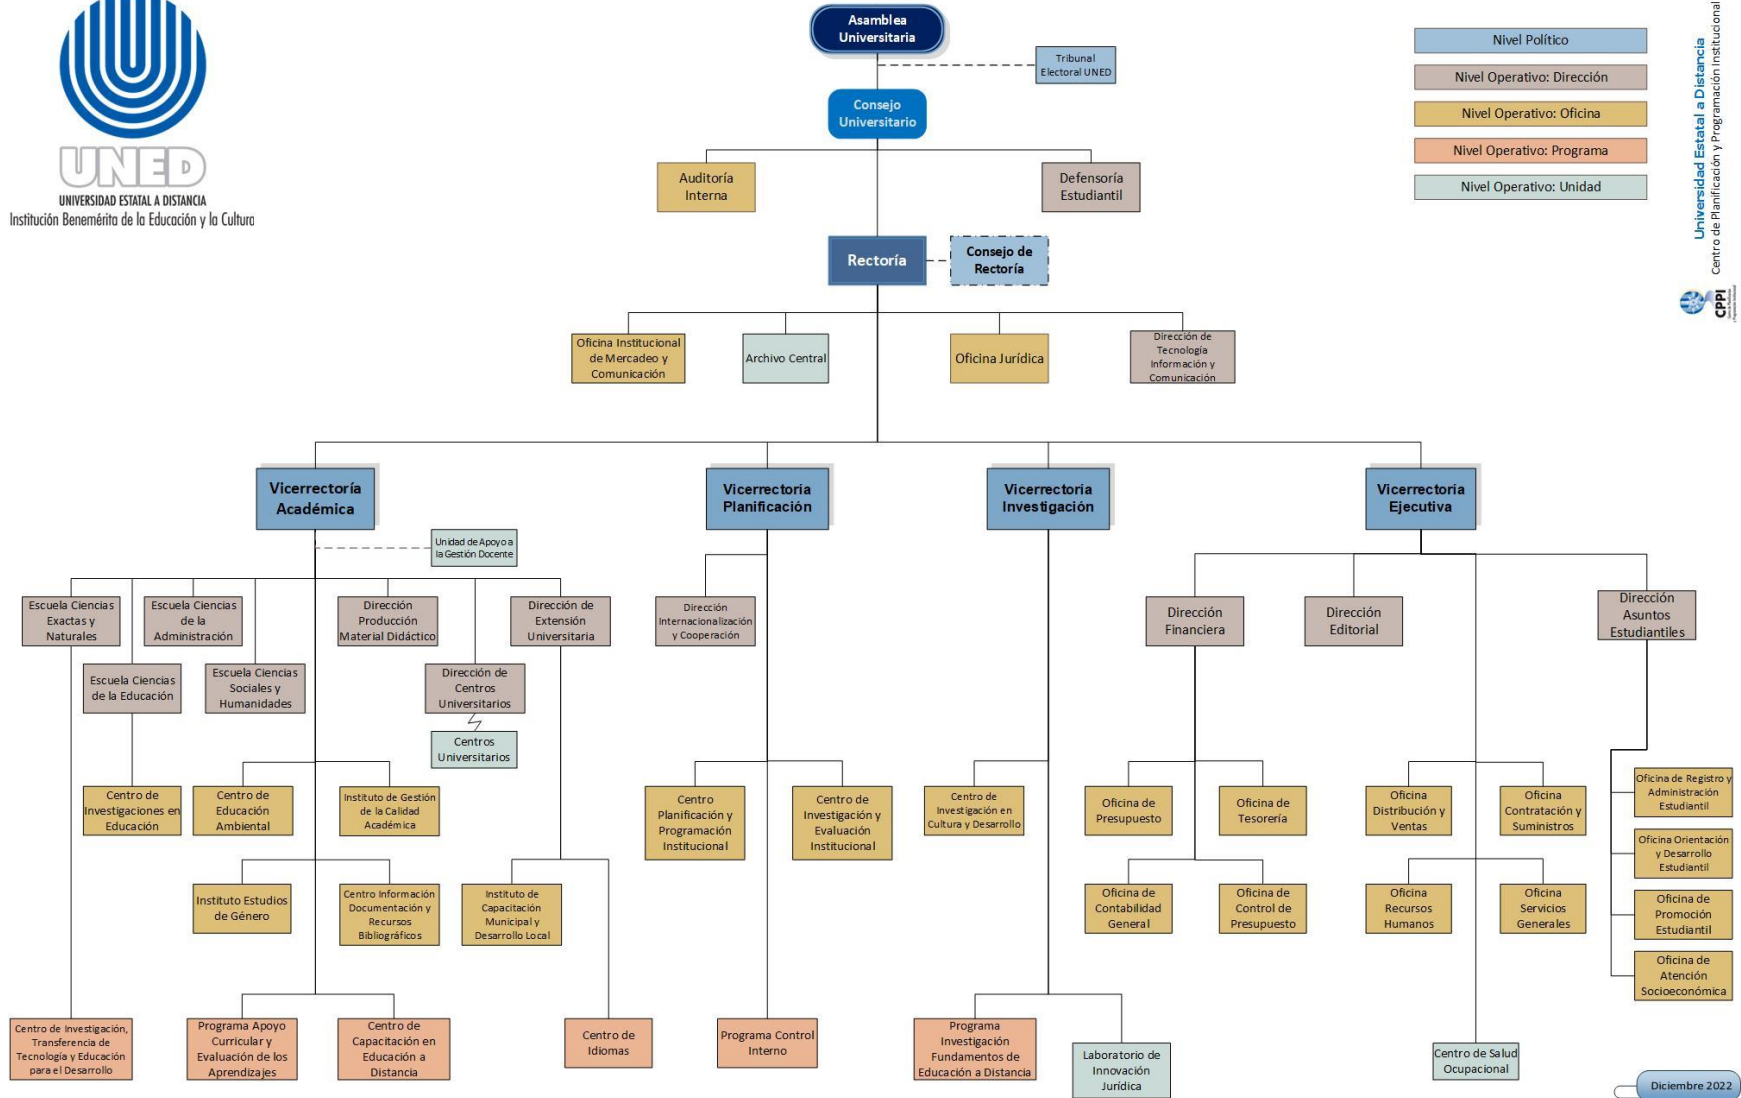 UNED
UNIVERSIDAD ESTATAL A DISTANCIA
Institución Benemérita de la Educación y la Cultura
Asamblea
Universitaria
Tribunal
Electoral UNED
Consejo
Universitario
Auditoría
Interna
Defensoría
Estudiantil
Rectoría
Consejo de
Rectoría
Nivel Político
Nivel Operativo: Dirección
Nivel Operativo: Oficina
Nivel Operativo: Programa
Nivel Operativo: Unidad
Universidad Estatal a Distancia
Centro de Planificación y Programación Institucional
CPPI
Oficina Institucional
de Mercadeo y
Comunicación
Archivo Central
Oficina Jurídica
Dirección de
Tecnología
Información y
Comunicación
Vicerrectoría
Académica
Vicerrectoría
Planificación
Vicerrectoría
Investigación
Vicerrectoría
Ejecutiva
Unidad de Apoyo a
la Gestión Docente
Escuela Ciencias
Exactas y
Naturales
Escuela Ciencias
de la
Administración
Dirección
Producción
Material Didáctico
Dirección de
Extensión
Universitaria
Dirección
Internacionalización
y Cooperación
Dirección
Financiera
Dirección
Editorial
Dirección
Asuntos
Estudiantiles
Escuela Ciencias
de la Educación
Escuela Ciencias
Sociales y
Humanidades
Dirección de
Centros
Universitarios
Centros
Universitarios
Centro de
Investigaciones en
Educación
Centro de
Educación
Ambiental
Instituto de Gestión
de la Calidad
Académica
Centro
Planificación y
Programación
Institucional
Centro de
Investigación y
Evaluación
Institucional
Centro de
Investigación en
Cultura y Desarrollo
Oficina de
Presupuesto
Oficina de
Tesorería
Oficina
Distribución y
Ventas
Oficina
Contratación y
Suministros
Oficina de Registro y
Administración
Estudiantil
Oficina Orientación
y Desarrollo
Estudiantil
Instituto Estudios
de Género
Centro Información
Documentación y
Recursos
Bibliográficos
Instituto de
Capacitación
Municipal y
Desarrollo Local
Oficina de
Contabilidad
General
Oficina de
Control de
Presupuesto
Oficina
Recursos
Humanos
Oficina
Servicios
Generales
Oficina de
Promoción
Estudiantil
Oficina de
Atención
Socioeconómica
Centro de Investigación,
Transferencia de
Tecnología y Educación
para el Desarrollo
Programa Apoyo
Curricular y
Evaluación de los
Aprendizajes
Centro de
Capacitación en
Educación a
Distancia
Centro de
Idiomas
Programa Control
Interno
Programa
Investigación
Fundamentos de
Educación a Distancia
Laboratorio de
Innovación
Jurídica
Centro de Salud
Ocupacional
Diciembre 2022